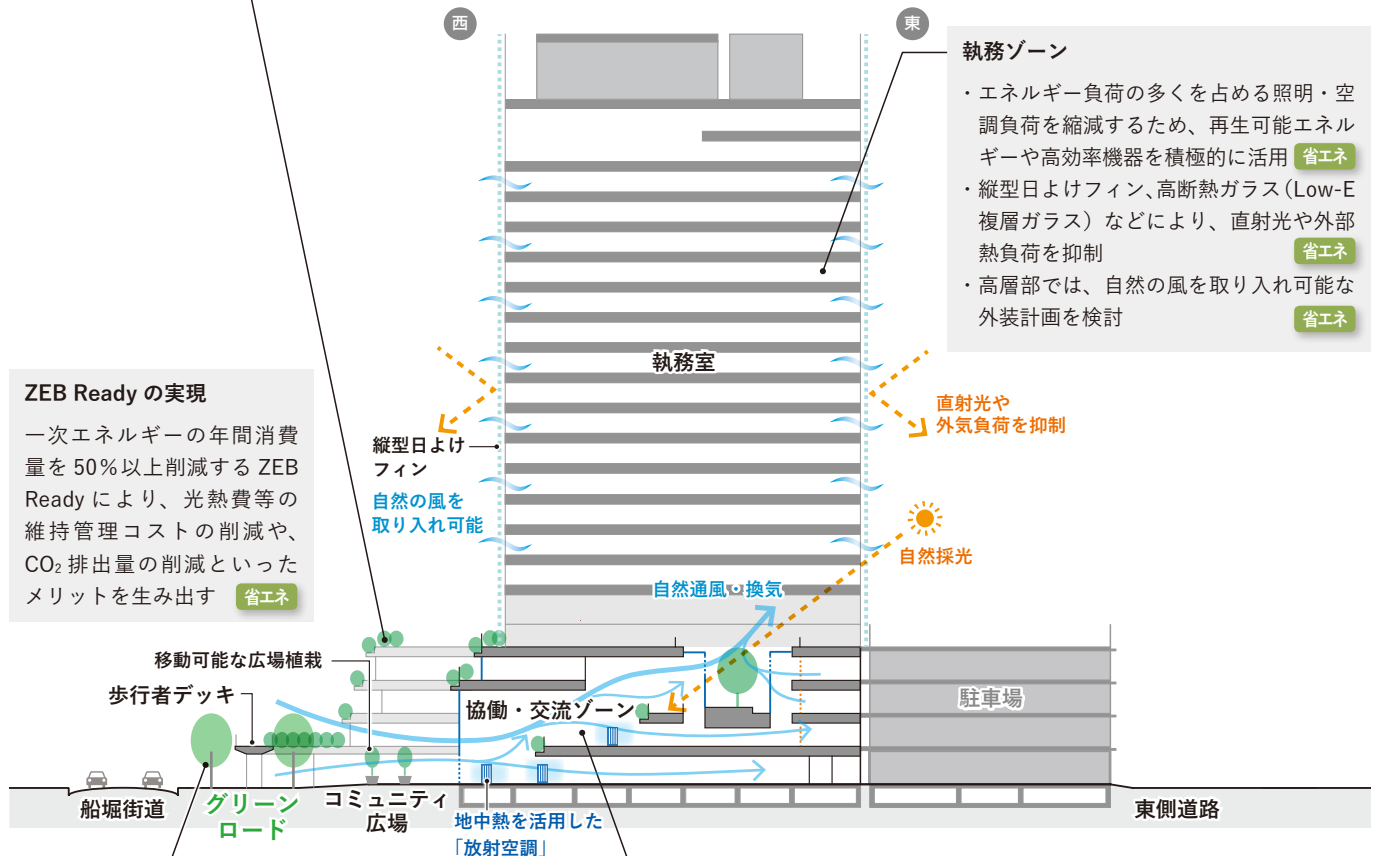 西
東
執務ゾーン
・エネルギー負荷の多くを占める照明・空
調負荷を縮減するため、再生可能エネル
ギーや高効率機器を積極的に活用 省エネ
・縦型日よけフィン、高断熱ガラス（Low-E
複層ガラス）などにより、直射光や外部
熱負荷を抑制 省エネ
・高層部では、自然の風を取り入れ可能な
外装計画を検討 省エネ
執務室
ZEB Ready の実現
一次エネルギーの年間消費
量を 50％以上削減する ZEB
Ready により、光熱費等の
維持管理コストの削減や、
CO₂ 排出量の削減といった
メリットを生み出す 省エネ
縦型日よけ
フィン
自然の風を
取り入れ可能
直射光や
外気負荷を抑制
自然採光
自然通風・換気
移動可能な広場植栽
歩行者デッキ
協働・交流ゾーン
駐車場
船堀街道
グリーン
ロード
コミュニティ
広場
地中熱を活用した
「放射空調」
東側道路